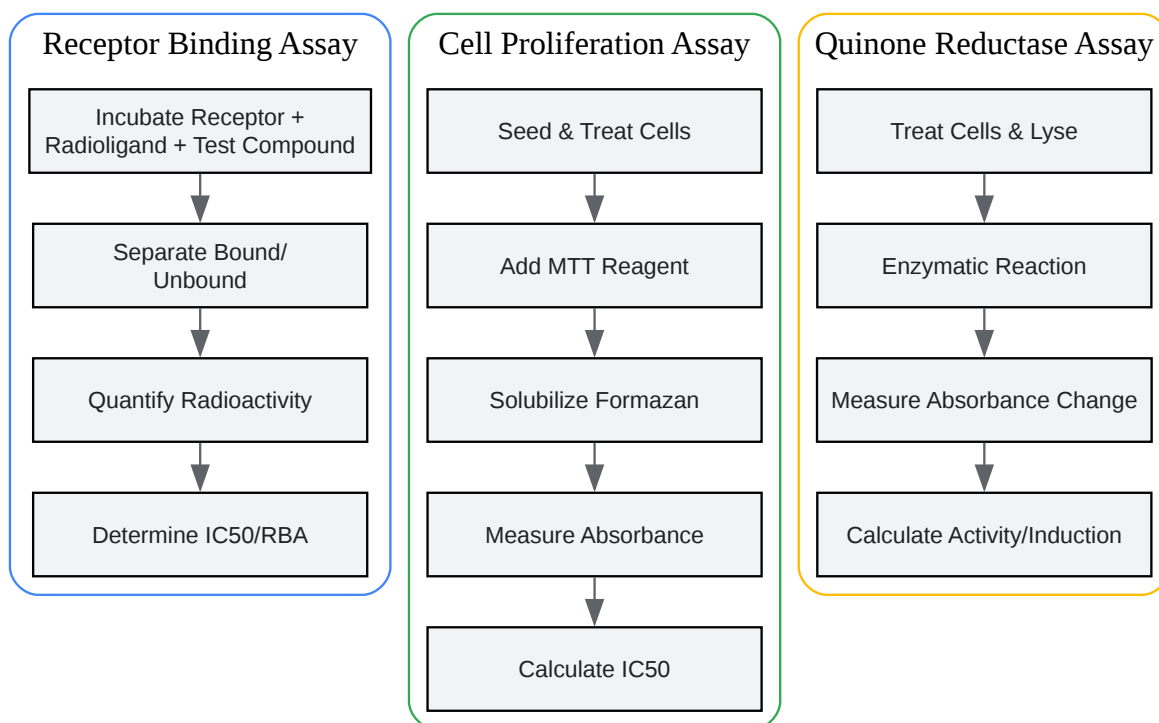 Receptor Binding Assay
Incubate Receptor +
Radioligand + Test Compound
Separate Bound/
Unbound
Quantify Radioactivity
Determine IC50/RBA
Cell Proliferation Assay
Seed & Treat Cells
Add MTT Reagent
Solubilize Formazan
Measure Absorbance
Calculate IC50
Quinone Reductase Assay
Treat Cells & Lyse
Enzymatic Reaction
Measure Absorbance Change
Calculate Activity/Induction